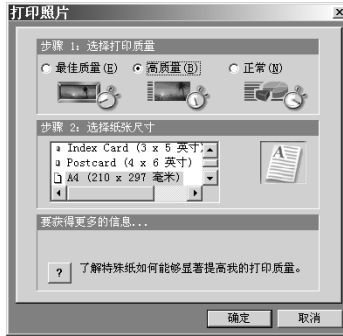 打印照片
步骤 1: 选择打印质量
最佳质量(E) 高质量(B) 正常(N)
步骤 2: 选择纸张尺寸
Index Card (3 x 5 英寸)
Postcard (4 x 6 英寸)
A4 (210 x 297 毫米)
A
要获得更多的信息...
? 了解特殊纸如何能够显著提高我的打印质量。
确定 取消